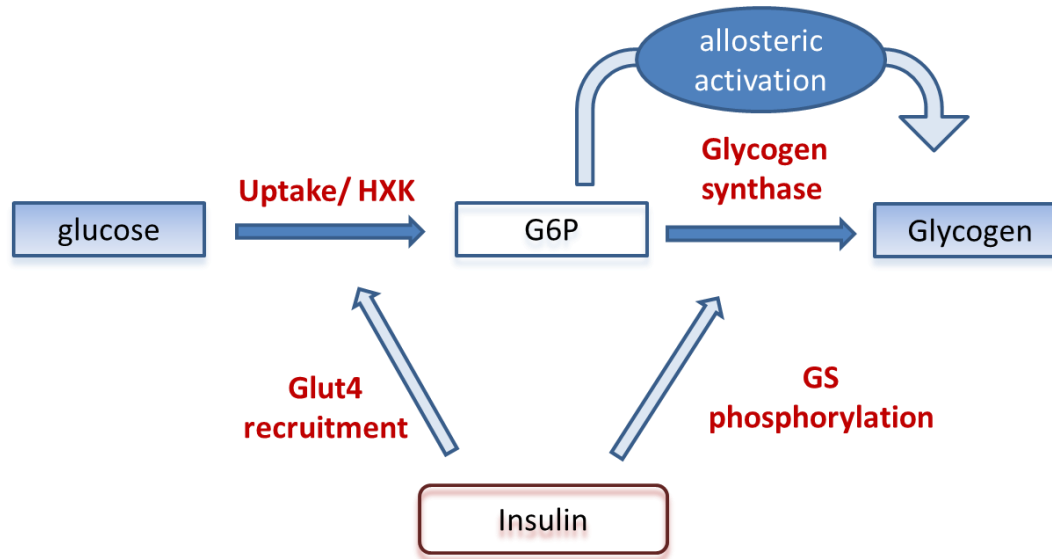 allosteric
activation
Glycogen
synthase
Uptake/ HXK
glucose
G6P
Glycogen
Glut4
recruitment
GS
phosphorylation
Insulin